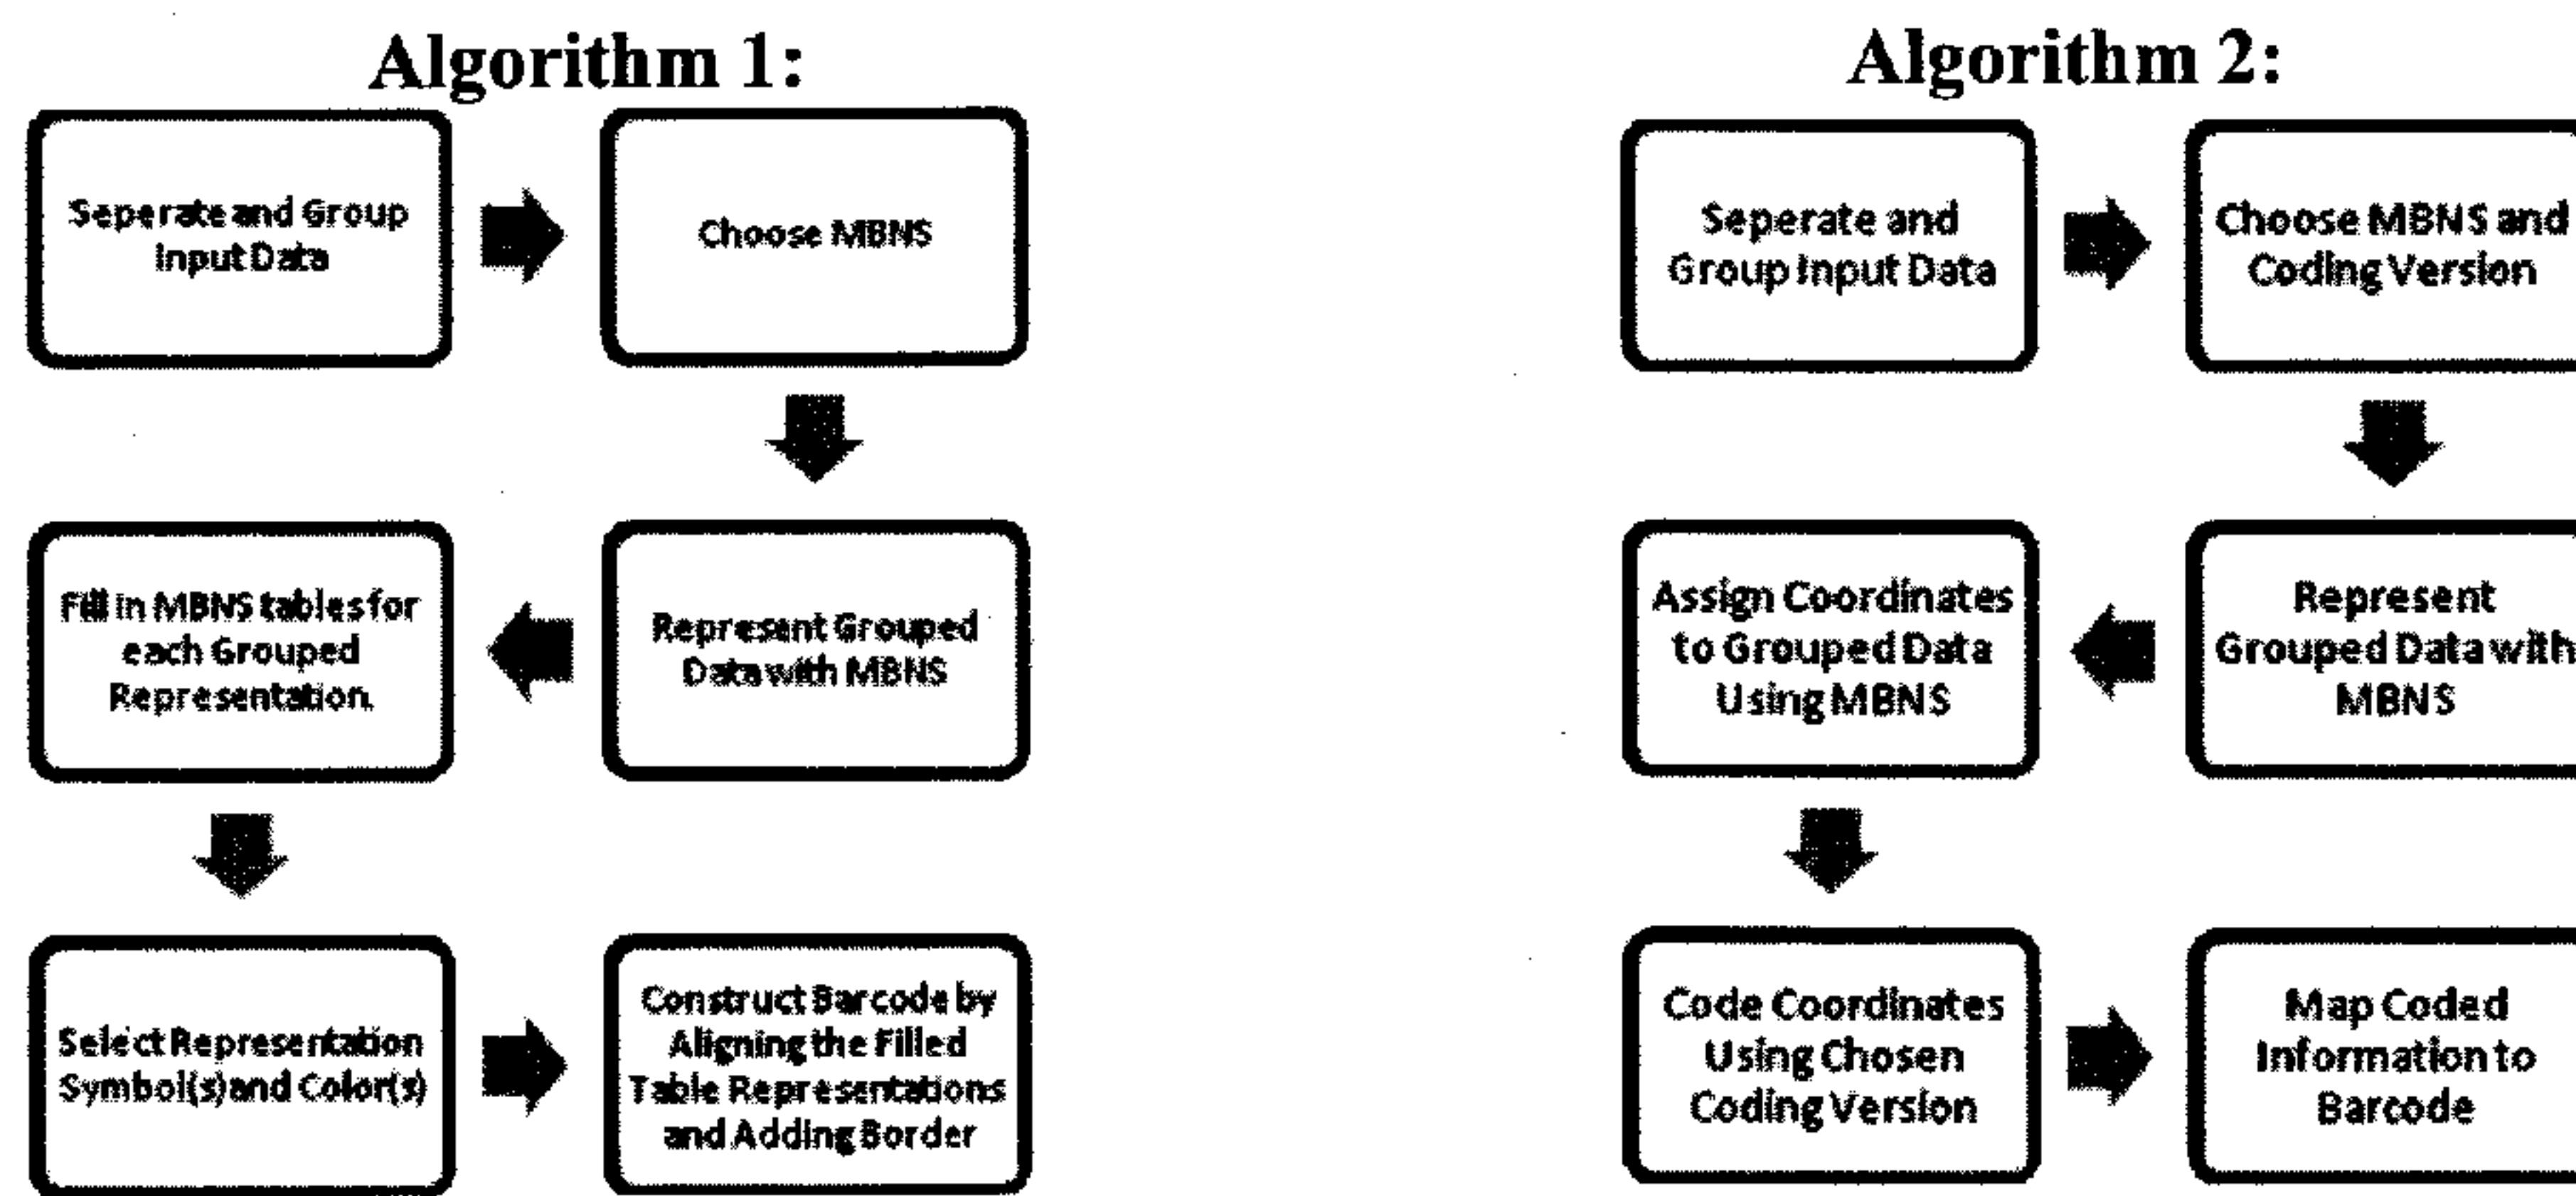 Algorithm 1:
Seperate and Group
Input Data
Choose MBNS
Represent Grouped
Data with MBNS
Fill in MBNS tables for
each Grouped
Representation.
Select Representation
Symbol(s) and Color(s)
Construct Barcode by
Aligning the Filled
Table Representations
and Adding Border
Algorithm 2:
Seperate and
Group Input Data
Choose MBNS and
Coding Version
Represent
Grouped Data with
MBNS
Assign Coordinates
to Grouped Data
Using MBNS
Code Coordinates
Using Chosen
Coding Version
Map Coded
Information to
Barcode